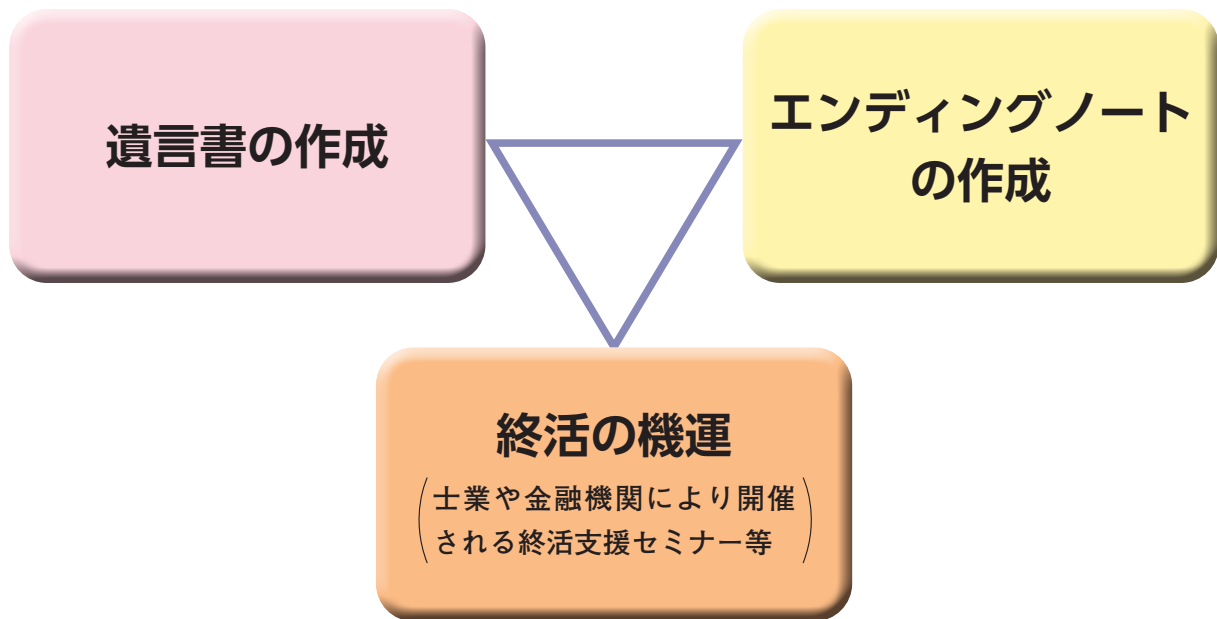 遺言書の作成
エンディングノート
の作成
終活の機運
(士業や金融機関により開催
される終活支援セミナー等)